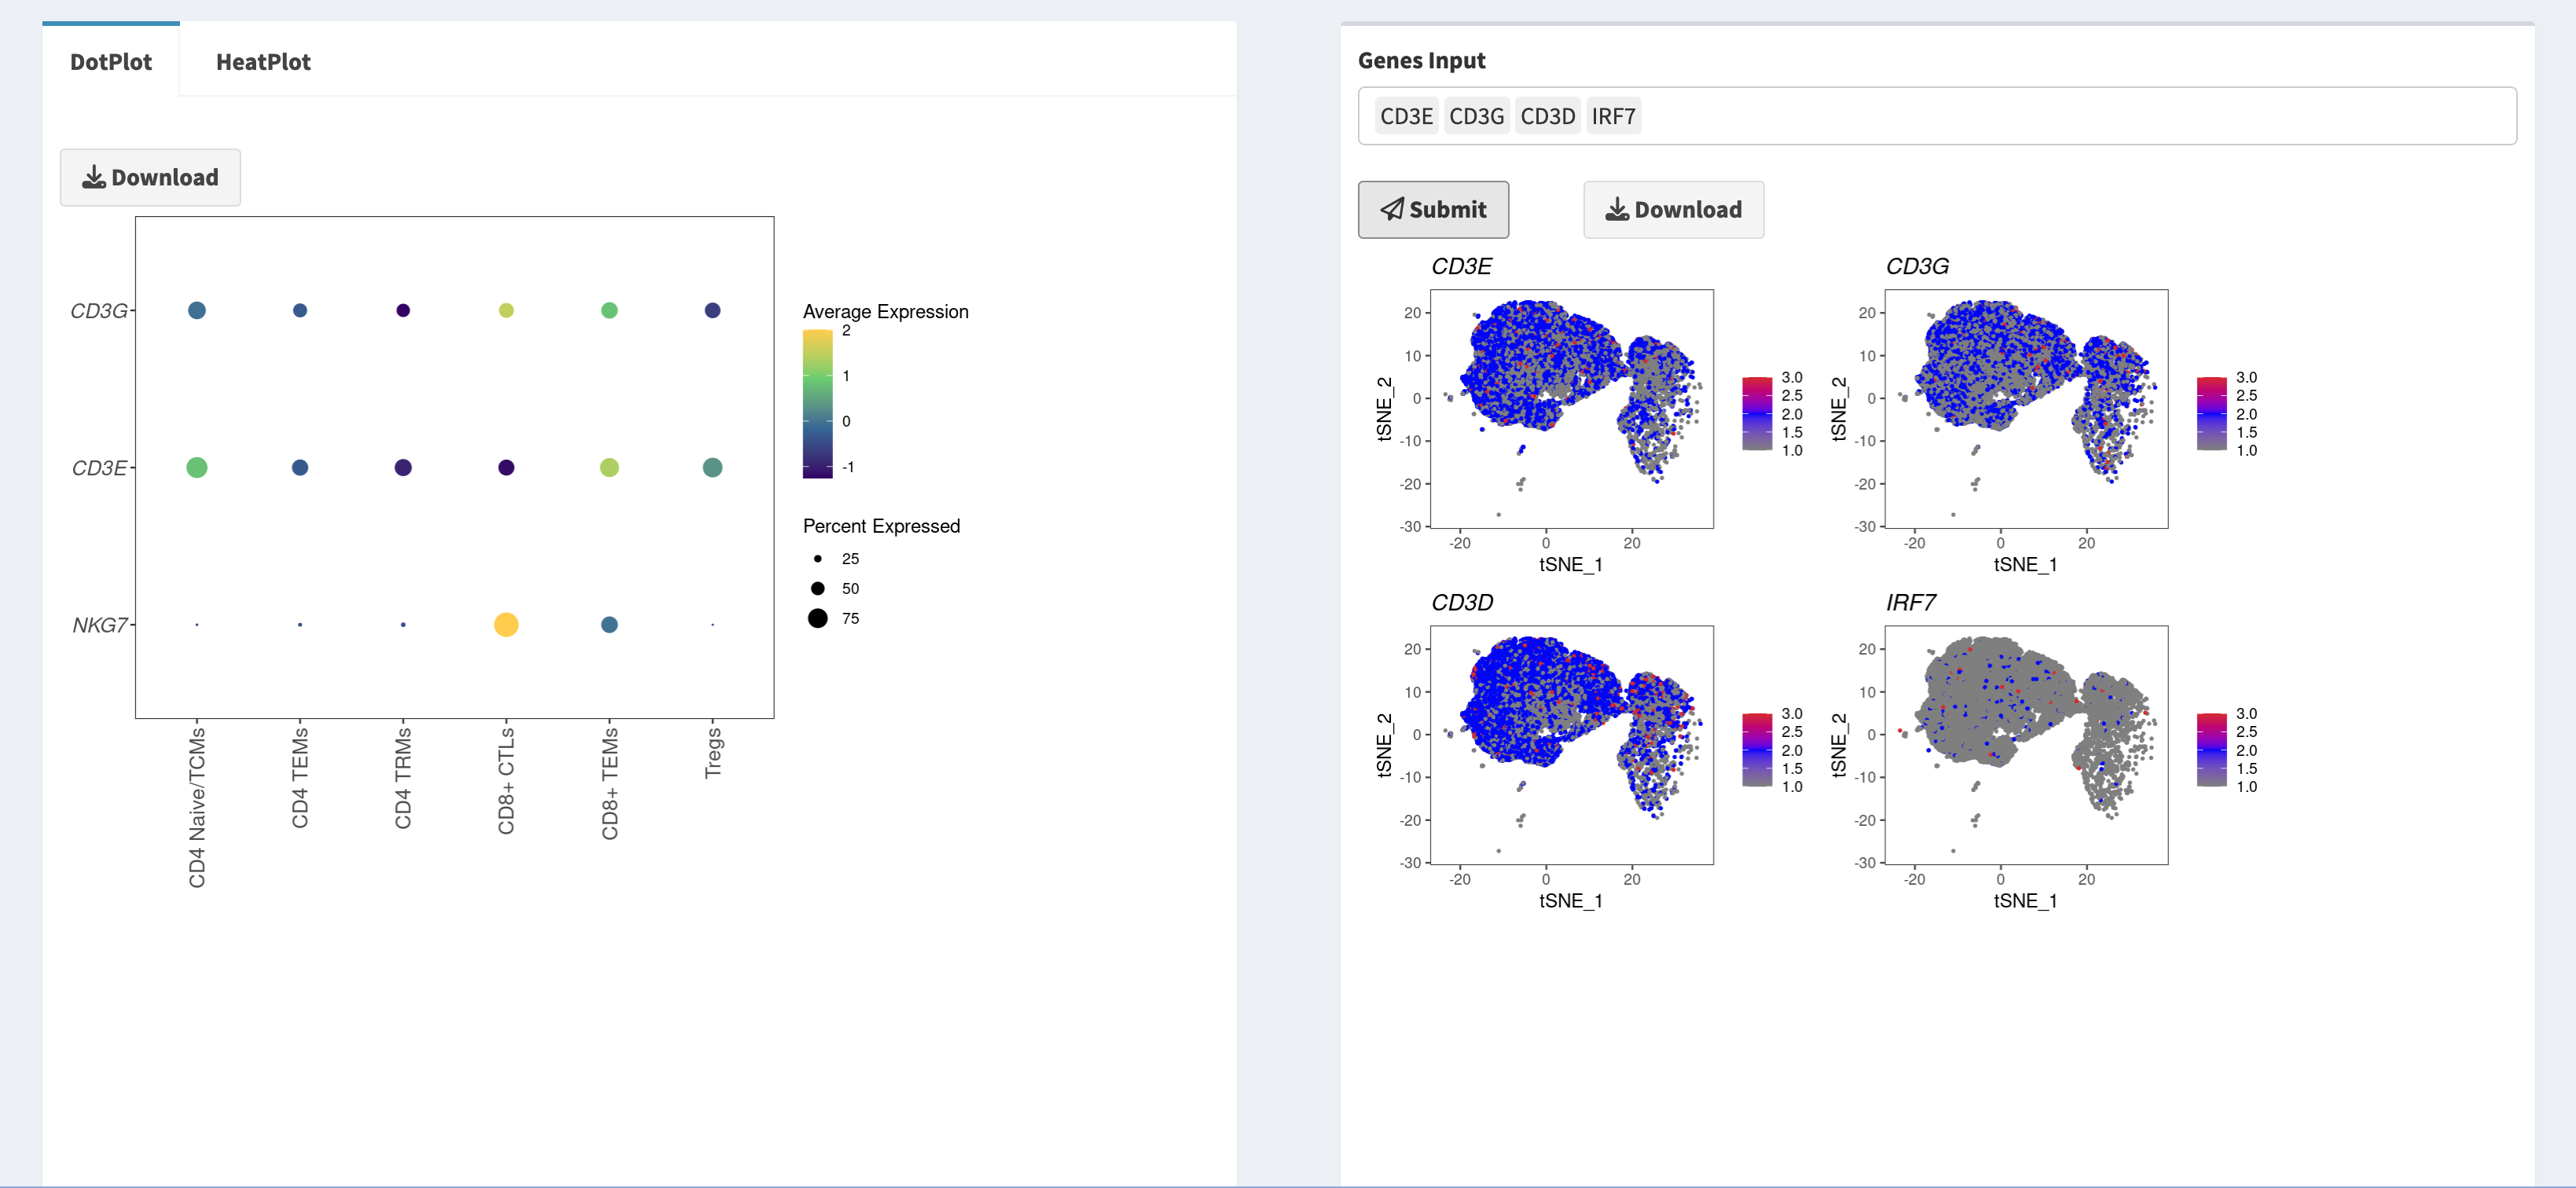 DotPlot HeatPlot
Download
CD3G
CD3E
NKG7
CD4 Naive/TCMs
CD4 TEMs
CD4 TRMs
CD8+ CTLs
CD8+ TEMs
Tregs
Average Expression
2
1
0
-1
Percent Expressed
25
50
75
Genes Input
CD3E CD3G CD3D IRF7
Submit Download
CD3E
20
10
0
-10
-20
-30
-20 0 20
tSNE_1
tSNE_2
3.0
2.5
2.0
1.5
1.0
CD3G
20
10
0
-10
-20
-30
-20 0 20
tSNE_1
tSNE_2
3.0
2.5
2.0
1.5
1.0
CD3D
20
10
0
-10
-20
-30
-20 0 20
tSNE_1
tSNE_2
3.0
2.5
2.0
1.5
1.0
IRF7
20
10
0
-10
-20
-30
-20 0 20
tSNE_1
tSNE_2
3.0
2.5
2.0
1.5
1.0